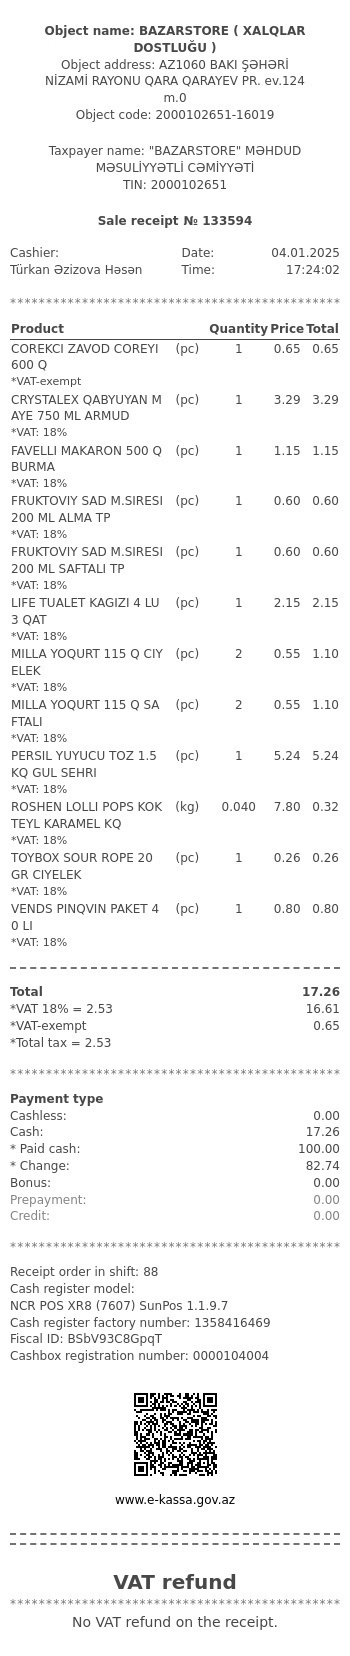 Object name: BAZARSTORE ( XALQLAR
DOSTLUĞU )
Object address: AZ1060 BAKI ŞƏHƏRİ
NİZAMİ RAYONU QARA QARAYEV PR. ev.124
m.0
Object code: 2000102651-16019
Taxpayer name: "BAZARSTORE" MƏHDUD
MƏSULİYYƏTLİ CƏMİYYƏTİ
TIN: 2000102651
Sale receipt № 133594
Cashier: Date: 04.01.2025
Türkan Əzizova Həsən Time: 17:24:02
**********************************************
Product Quantity Price Total
COREKCI ZAVOD COREYI (pc) 1 0.65 0.65
600 Q
*VAT-exempt
CRYSTALEX QABYUYAN M (pc) 1 3.29 3.29
AYE 750 ML ARMUD
*VAT: 18%
FAVELLI MAKARON 500 Q (pc) 1 1.15 1.15
BURMA
*VAT: 18%
FRUKTOVIY SAD M.SIRESI (pc) 1 0.60 0.60
200 ML ALMA TP
*VAT: 18%
FRUKTOVIY SAD M.SIRESI (pc) 1 0.60 0.60
200 ML SAFTALI TP
*VAT: 18%
LIFE TUALET KAGIZI 4 LU (pc) 1 2.15 2.15
3 QAT
*VAT: 18%
MILLA YOQURT 115 Q CIY (pc) 2 0.55 1.10
ELEK
*VAT: 18%
MILLA YOQURT 115 Q SA (pc) 2 0.55 1.10
FTALI
*VAT: 18%
PERSIL YUYUCU TOZ 1.5 (pc) 1 5.24 5.24
KQ GUL SEHRI
*VAT: 18%
ROSHEN LOLLI POPS KOK (kg) 0.040 7.80 0.32
TEYL KARAMEL KQ
*VAT: 18%
TOYBOX SOUR ROPE 20 (pc) 1 0.26 0.26
GR CIYELEK
*VAT: 18%
VENDS PINQVIN PAKET 4 (pc) 1 0.80 0.80
0 LI
*VAT: 18%
Total 17.26
*VAT 18% = 2.53 16.61
*VAT-exempt 0.65
*Total tax = 2.53
**********************************************
Payment type
Cashless: 0.00
Cash: 17.26
* Paid cash: 100.00
* Change: 82.74
Bonus: 0.00
Prepayment: 0.00
Credit: 0.00
**********************************************
Receipt order in shift: 88
Cash register model:
NCR POS XR8 (7607) SunPos 1.1.9.7
Cash register factory number: 1358416469
Fiscal ID: BSbV93C8GpqT
Cashbox registration number: 0000104004
www.e-kassa.gov.az
VAT refund
**********************************************
No VAT refund on the receipt.